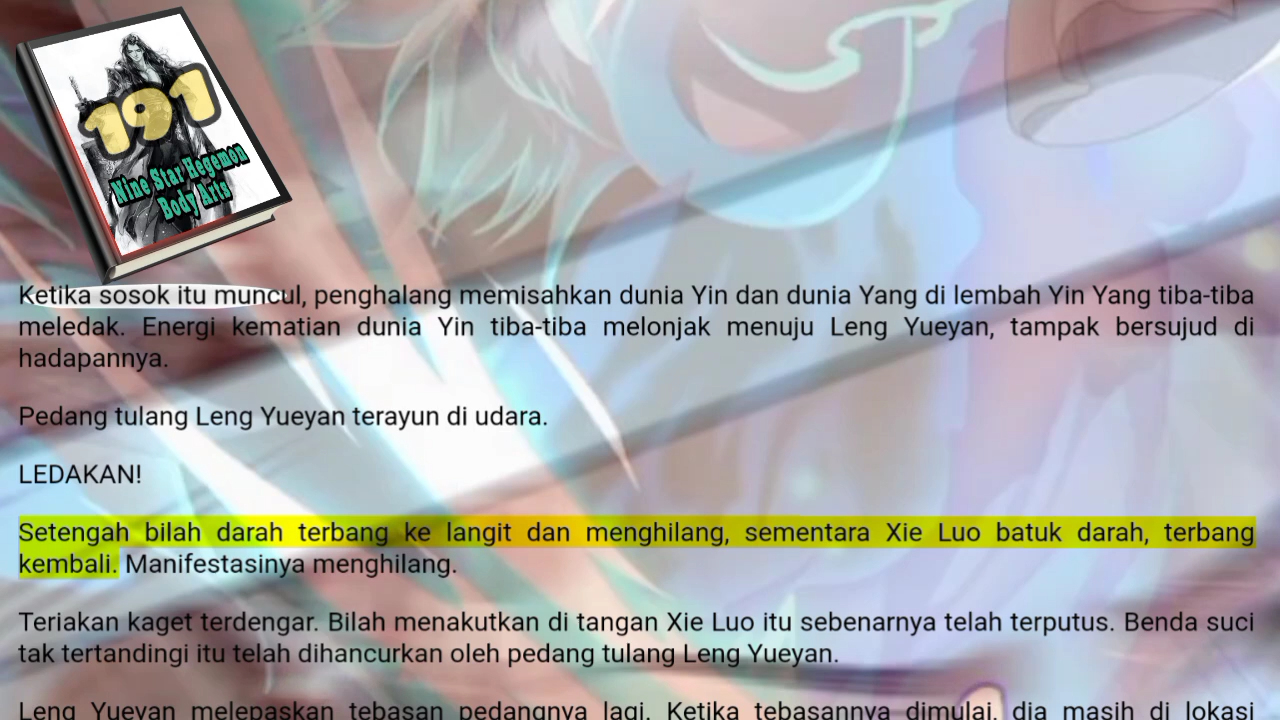 191
Nine Star Hegemon
Body Arts
Ketika sosok itu muncul, penghalang memisahkan dunia Yin dan dunia Yang di lembah Yin Yang tiba-tiba
meledak. Energi kematian dunia Yin tiba-tiba melonjak menuju Leng Yueyan, tampak bersujud di
hadapannya.
Pedang tulang Leng Yueyan terayun di udara.
LEDAKAN!
Setengah bilah darah terbang ke langit dan menghilang, sementara Xie Luo batuk darah, terbang
kembali. Manifestasinya menghilang.
Teriakan kaget terdengar. Bilah menakutkan di tangan Xie Luo itu sebenarnya telah terputus. Benda suci
tak tertandingi itu telah dihancurkan oleh pedang tulang Leng Yueyan.
Leng Yueyan melepaskan tebasan pedangnya lagi. Ketika tebasannya dimulai, dia masih di lokasi